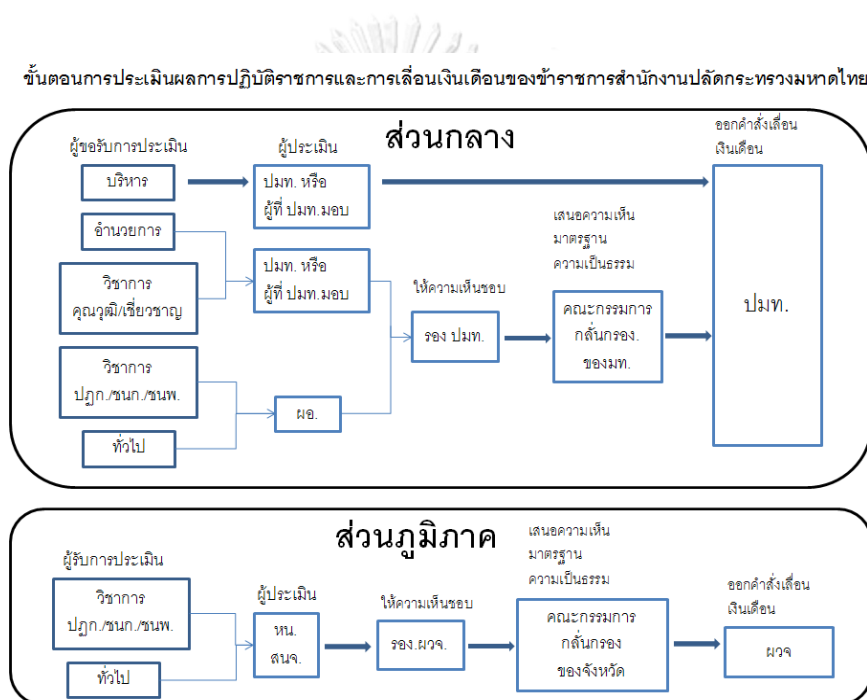 ขั้นตอนการประเมินผลการปฏิบัติราชการและการเลื่อนเงินเดือนของข้าราชการสำนักงานปลัดกระทรวงมหาดไทย
ส่วนกลาง
ผู้ขอรับการประเมิน
ผู้ประเมิน
ออกคำสั่งเลื่อน
เงินเดือน
บริหาร
ปมท. หรือ
ผู้ที่ ปมท.มอบ
อำนวยการ
ปมท. หรือ
ผู้ที่ ปมท.มอบ
วิชาการ
คุณวุฒิ/เชี่ยวชาญ
ให้ความเห็นชอบ
รอง ปมท.
เสนอความเห็น
มาตรฐาน
ความเป็นธรรม
คณะกรรมการ
กลั่นกรอง.
ของมท.
ปมท.
วิชาการ
ปฏก./ชนก./ชนพ.
ผอ.
ทั่วไป
ส่วนภูมิภาค
ผู้รับการประเมิน
วิชาการ
ปฏก./ชนก./ชนพ.
ทั่วไป
ผู้ประเมิน
หน.
สนจ.
ให้ความเห็นชอบ
รอง.ผวจ.
เสนอความเห็น
มาตรฐาน
ความเป็นธรรม
คณะกรรมการ
กลั่นกรอง
ของจังหวัด
ออกคำสั่งเลื่อน
เงินเดือน
ผวจ